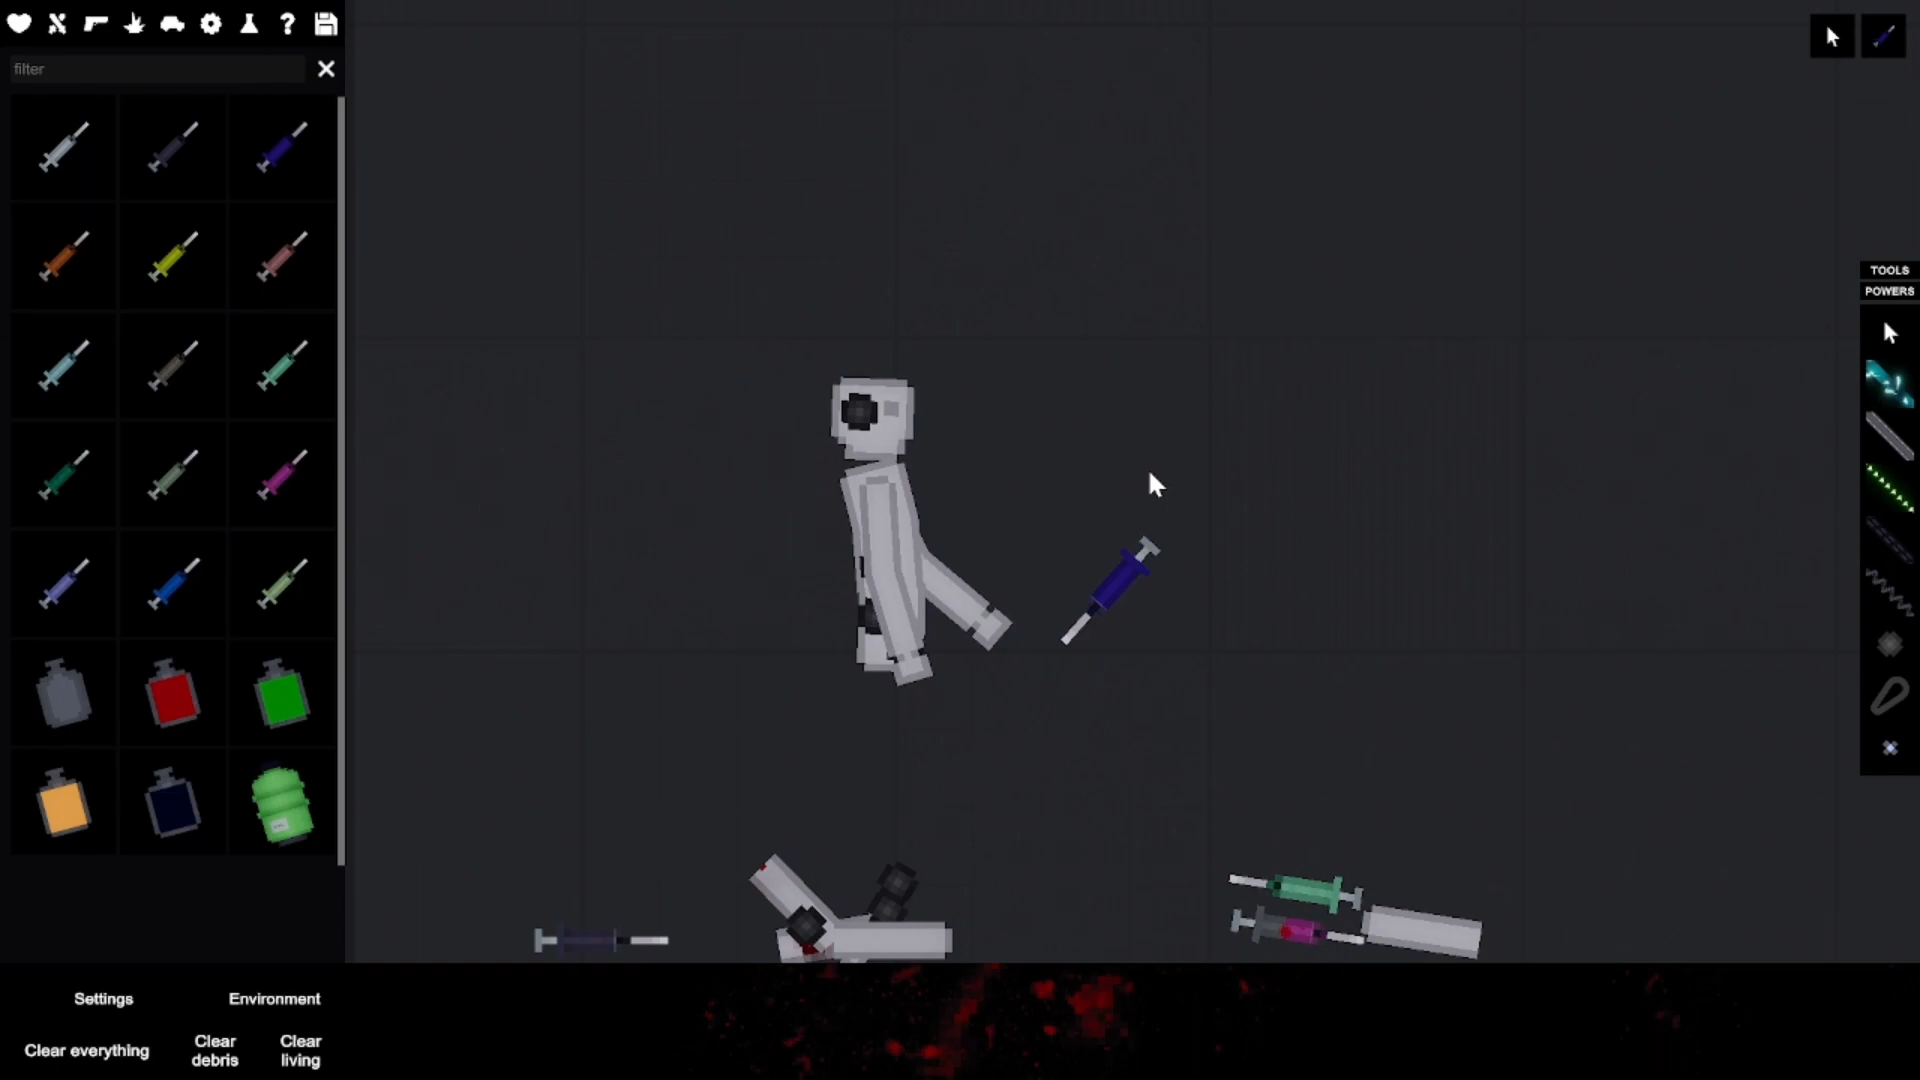 filter
TOOLS
POWERS
Settings
Environment
Clear everything
Clear
debris
Clear
living